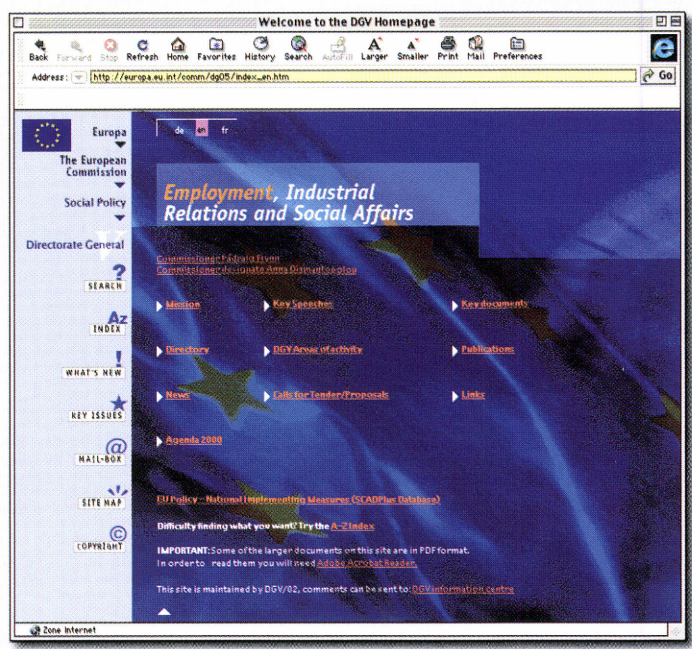 Welcome to the DGV Homepage
Back Forward Stop Refresh Home Favorites History Search AutoFill Larger Smaller Print Mail Preferences
Address: http://europa.eu.int/comm/dg05/index_en.htm Go
Europa
The European
Commission
Social Policy
Directorate General
V
? SEARCH
AZ INDEX
! WHAT'S NEW
KEY ISSUES
@ MAIL-BOX
SITE MAP
© COPYRIGHT
de en fr
Employment, Industrial
Relations and Social Affairs
Commissioner Pádraig Flynn
Commissioner designate Anna Diamantopoulou
Mission Key Speeches Key documents
Directory DGV Areas of activity Publications
News Calls for Tender/Proposals Links
Agenda 2000
EU Policy - National Implementing Measures (SCADPlus Database)
Difficulty finding what you want? Try the A-Z Index
IMPORTANT: Some of the larger documents on this site are in PDF format.
In order to read them you will need Adobe Acrobat Reader.
This site is maintained by DGV/02, comments can be sent to: DGV information centre
Zone Internet